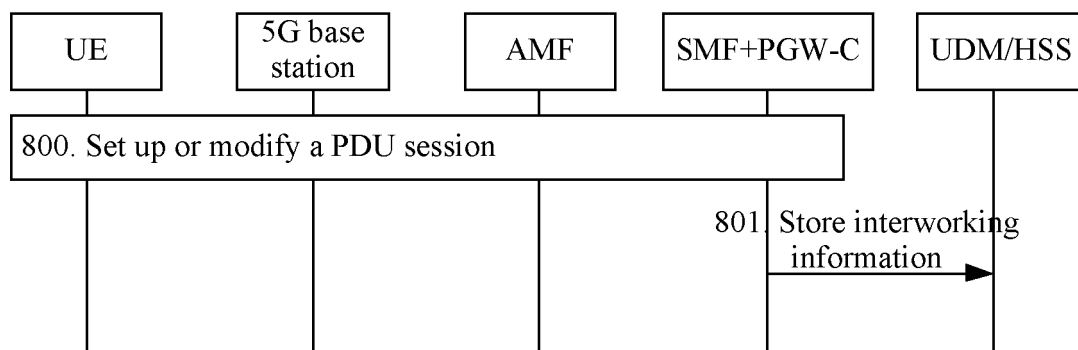 UE
5G base
station
AMF
SMF+PGW-C
UDM/HSS
800. Set up or modify a PDU session
801. Store interworking
information